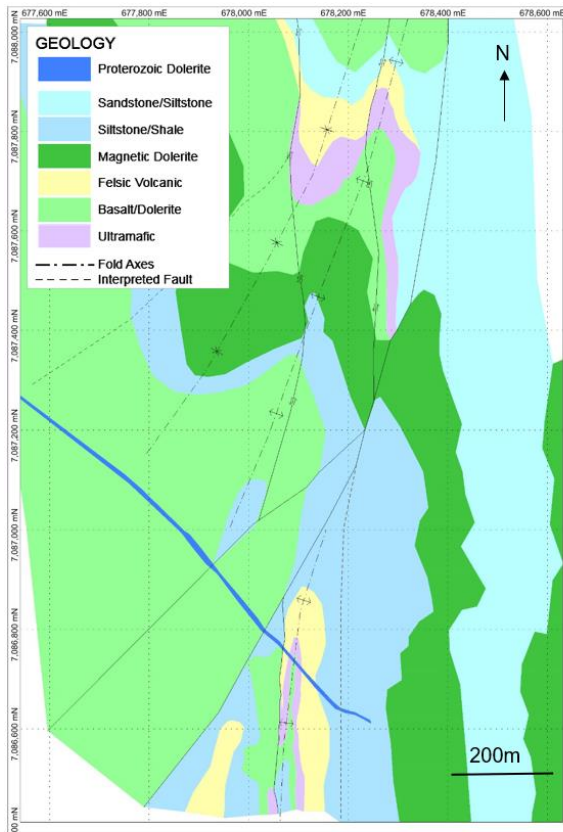 677,600 mE
677,800 mE
678,000 mE
678,200 mE
678,400 mE
678,600 mE
7,088,000 mN
7,087,800 mN
7,087,600 mN
7,087,400 mN
7,087,200 mN
7,087,000 mN
7,086,800 mN
7,086,600 mN
00 mN
GEOLOGY
Proterozoic Dolerite
Sandstone/Siltstone
Siltstone/Shale
Magnetic Dolerite
Felsic Volcanic
Basalt/Dolerite
Ultramafic
Fold Axes
Interpreted Fault
N
200m